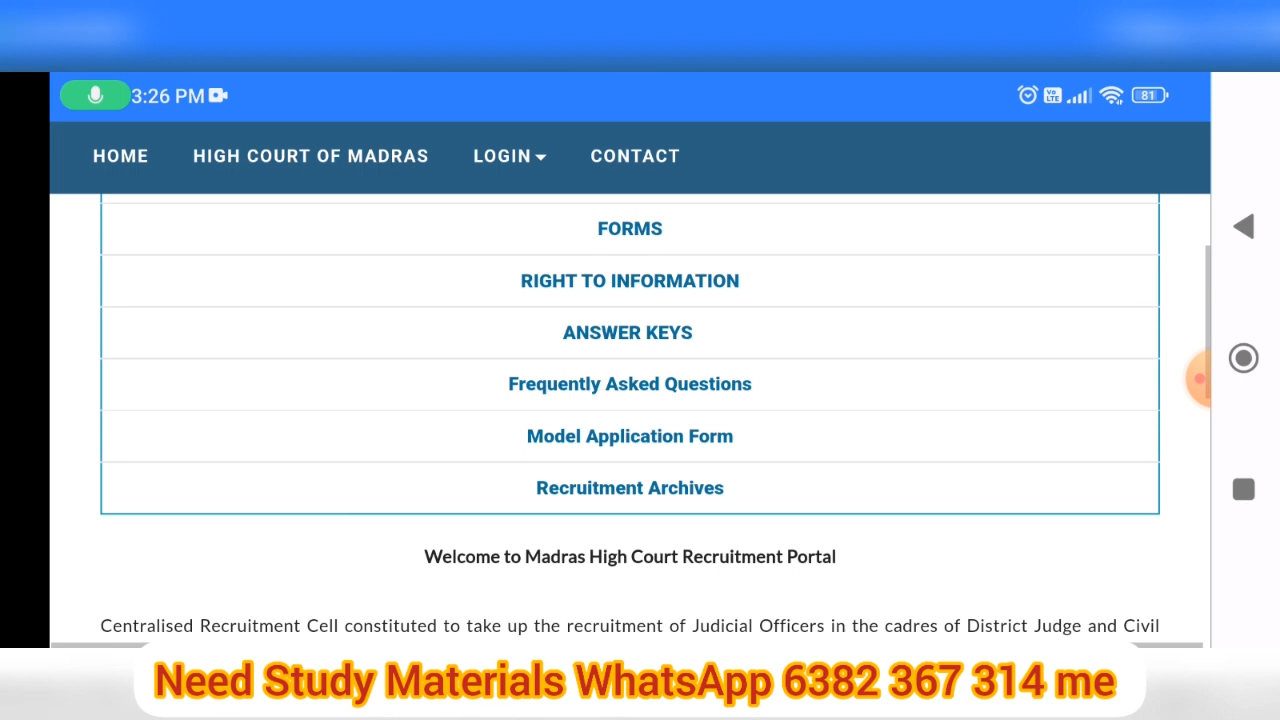 3:26 PM
Vo LTE
81
HOME HIGH COURT OF MADRAS LOGIN CONTACT
FORMS
RIGHT TO INFORMATION
ANSWER KEYS
Frequently Asked Questions
Model Application Form
Recruitment Archives
Welcome to Madras High Court Recruitment Portal
Centralised Recruitment Cell constituted to take up the recruitment of Judicial Officers in the cadres of District Judge and Civil
Need Study Materials WhatsApp 6382 367 314 me